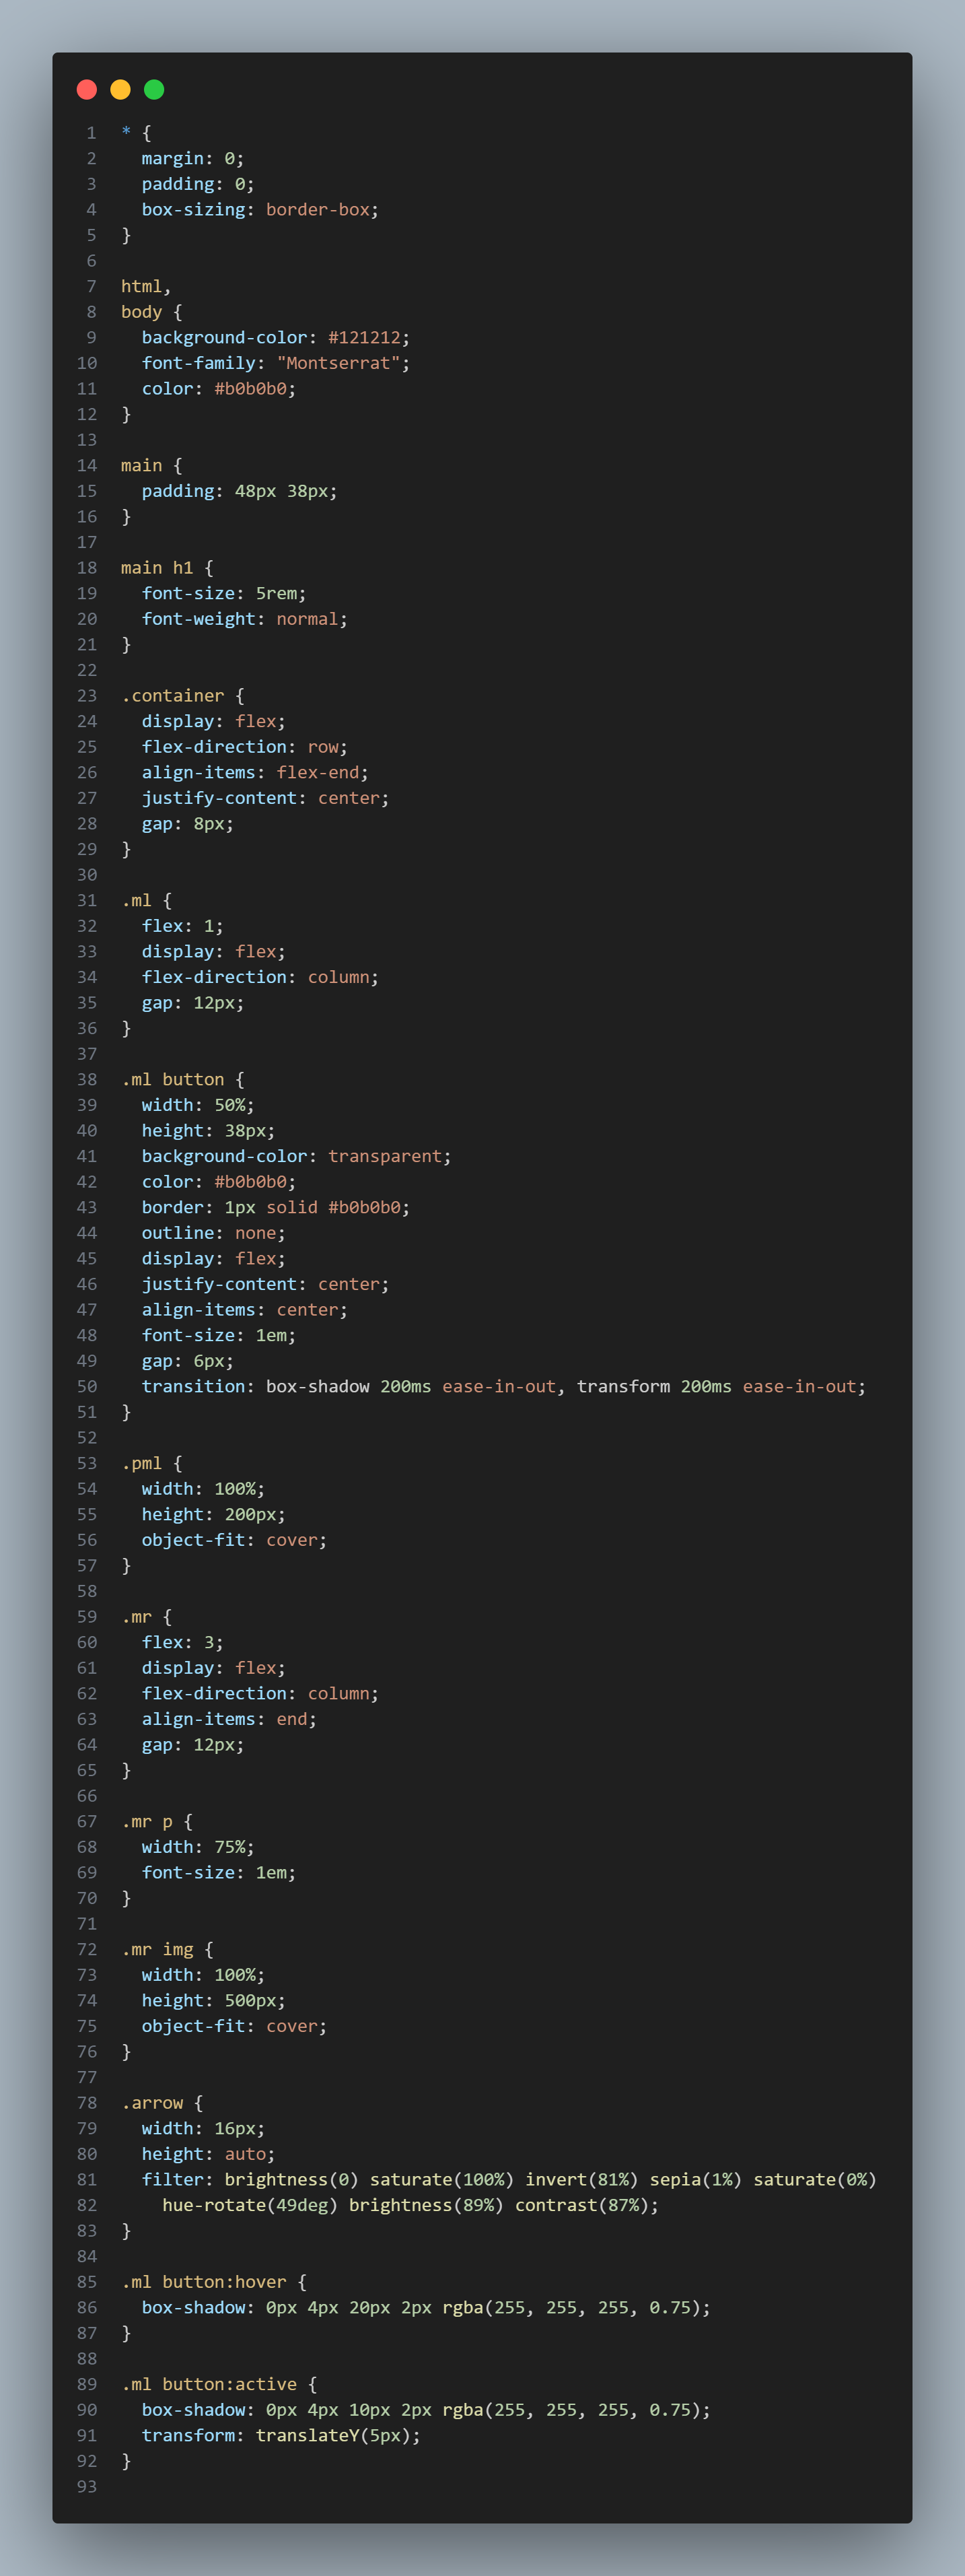 1 * {
2   margin: 0;
3   padding: 0;
4   box-sizing: border-box;
5 }
6
7 html,
8 body {
9   background-color: #121212;
10   font-family: "Montserrat";
11   color: #b0b0b0;
12 }
13
14 main {
15   padding: 48px 38px;
16 }
17
18 main h1 {
19   font-size: 5rem;
20   font-weight: normal;
21 }
22
23 .container {
24   display: flex;
25   flex-direction: row;
26   align-items: flex-end;
27   justify-content: center;
28   gap: 8px;
29 }
30
31 .ml {
32   flex: 1;
33   display: flex;
34   flex-direction: column;
35   gap: 12px;
36 }
37
38 .ml button {
39   width: 50%;
40   height: 38px;
41   background-color: transparent;
42   color: #b0b0b0;
43   border: 1px solid #b0b0b0;
44   outline: none;
45   display: flex;
46   justify-content: center;
47   align-items: center;
48   font-size: 1em;
49   gap: 6px;
50   transition: box-shadow 200ms ease-in-out, transform 200ms ease-in-out;
51 }
52
53 .pml {
54   width: 100%;
55   height: 200px;
56   object-fit: cover;
57 }
58
59 .mr {
60   flex: 3;
61   display: flex;
62   flex-direction: column;
63   align-items: end;
64   gap: 12px;
65 }
66
67 .mr p {
68   width: 75%;
69   font-size: 1em;
70 }
71
72 .mr img {
73   width: 100%;
74   height: 500px;
75   object-fit: cover;
76 }
77
78 .arrow {
79   width: 16px;
80   height: auto;
81   filter: brightness(0) saturate(100%) invert(81%) sepia(1%) saturate(0%)
82     hue-rotate(49deg) brightness(89%) contrast(87%);
83 }
84
85 .ml button:hover {
86   box-shadow: 0px 4px 20px 2px rgba(255, 255, 255, 0.75);
87 }
88
89 .ml button:active {
90   box-shadow: 0px 4px 10px 2px rgba(255, 255, 255, 0.75);
91   transform: translateY(5px);
92 }
93